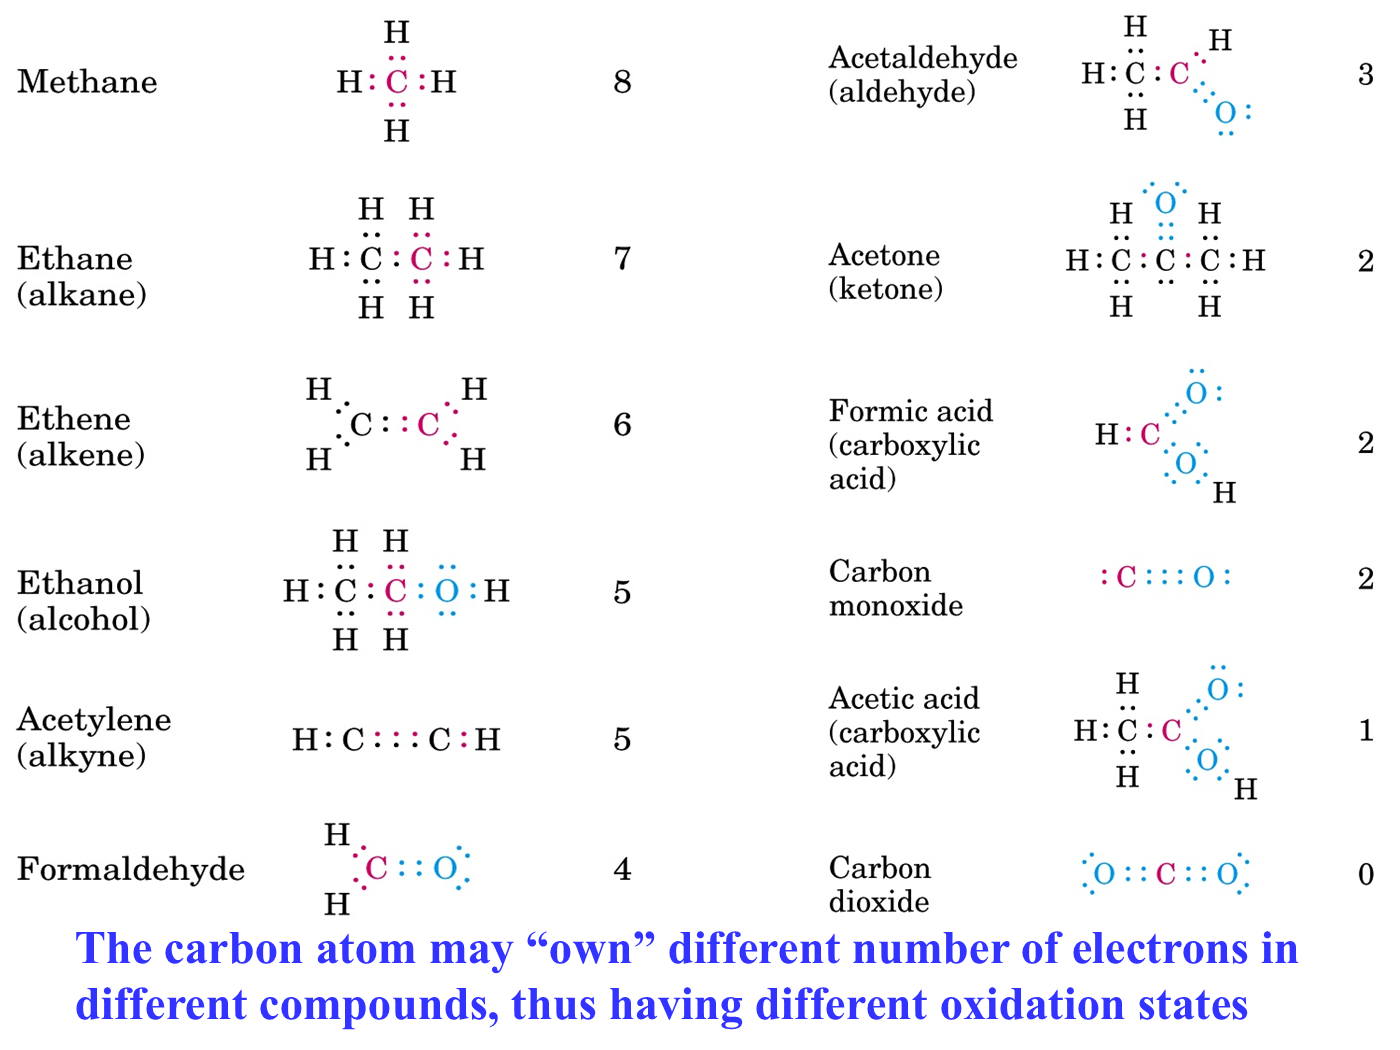 H
Methane H:C:H 8
H
H H
Ethane H:C:C:H 7
(alkane)
H H
H H
Ethene C::C 6
(alkene)
H H
H H
Ethanol H:C:C:O:H 5
(alcohol)
H H
Acetylene H:C:::C:H 5
(alkyne)
H
Formaldehyde C::O 4
H
H H
Acetaldehyde H:C:C 3
(aldehyde)
H O:
O
H H
Acetone H:C:C:C:H 2
(ketone)
H H
O:
Formic acid
(carboxylic H:C 2
acid)
O
H
Carbon :C:::O: 2
monoxide
H O:
Acetic acid
(carboxylic H:C:C 1
acid)
H O
H
Carbon O::C::O 0
dioxide
The carbon atom may “own” different number of electrons in
different compounds, thus having different oxidation states